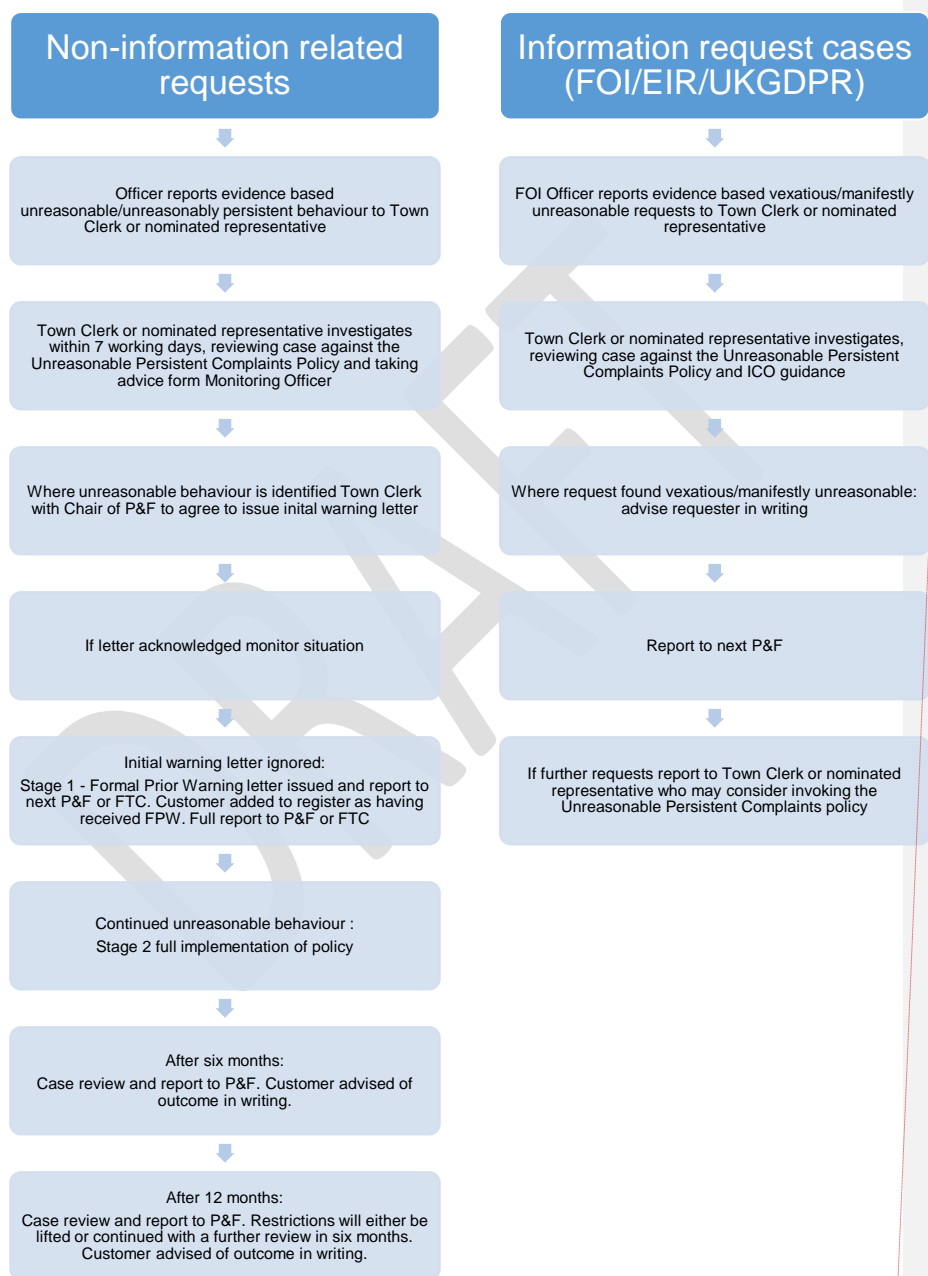 Non-information related
requests
Officer reports evidence based
unreasonable/unreasonably persistent behaviour to Town
Clerk or nominated representative
Town Clerk or nominated representative investigates
within 7 working days, reviewing case against the
Unreasonable Persistent Complaints Policy and taking
advice form Monitoring Officer
Where unreasonable behaviour is identified Town Clerk
with Chair of P&F to agree to issue inital warning letter
If letter acknowledged monitor situation
Initial warning letter ignored:
Stage 1 - Formal Prior Warning letter issued and report to
next P&F or FTC. Customer added to register as having
received FPW. Full report to P&F or FTC
Continued unreasonable behaviour :
Stage 2 full implementation of policy
After six months:
Case review and report to P&F. Customer advised of
outcome in writing.
After 12 months:
Case review and report to P&F. Restrictions will either be
lifted or continued with a further review in six months.
Customer advised of outcome in writing.
Information request cases
(FOI/EIR/UKGDPR)
FOI Officer reports evidence based vexatious/manifestly
unreasonable requests to Town Clerk or nominated
representative
Town Clerk or nominated representative investigates,
reviewing case against the Unreasonable Persistent
Complaints Policy and ICO guidance
Where request found vexatious/manifestly unreasonable:
advise requester in writing
Report to next P&F
If further requests report to Town Clerk or nominated
representative who may consider invoking the
Unreasonable Persistent Complaints policy
DRAFT